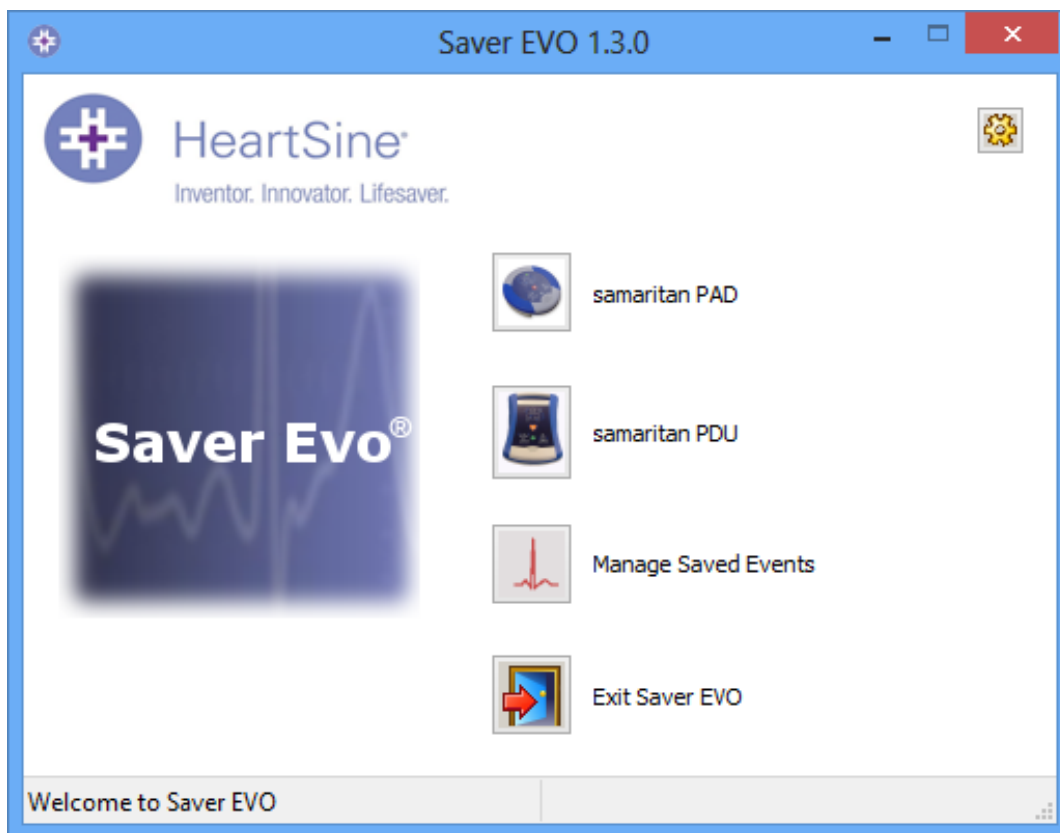 Saver EVO 1.3.0
HeartSine®
Inventor. Innovator. Lifesaver.
samaritan PAD
Saver Evo®
samaritan PDU
Manage Saved Events
Exit Saver EVO
Welcome to Saver EVO